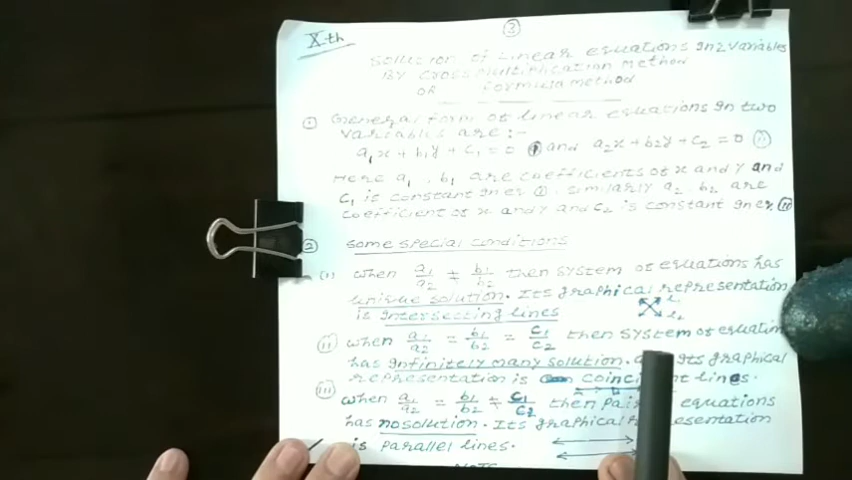 ③
Xth
Solution of Linear equations In 2 variables
By Cross Multiplication Method
OR Formula method
① General form of linear equations In two
variables are:-
a₁x + b₁y + c₁ = 0 ① and a₂x + b₂y + c₂ = 0 ⑪
Here a₁, b₁ are coefficients of x and y and
c₁ is constant In eq ①. similarly a₂, b₂ are
coefficient of x and y and c₂ is constant In eq ⑪
② Some special conditions
(i) when a₁/a₂ ≠ b₁/b₂ then system of equations has
unique solution. Its graphical representation
is Intersecting lines
L₁
L₂
(ii) when a₁/a₂ = b₁/b₂ = c₁/c₂ then system of equation
has Infinitely many solution. Its graphical
representation is lines.
(iii) when a₁/a₂ = b₁/b₂ ≠ c₁/c₂ then pair equations
has no solution. Its graphical representation
is parallel lines.